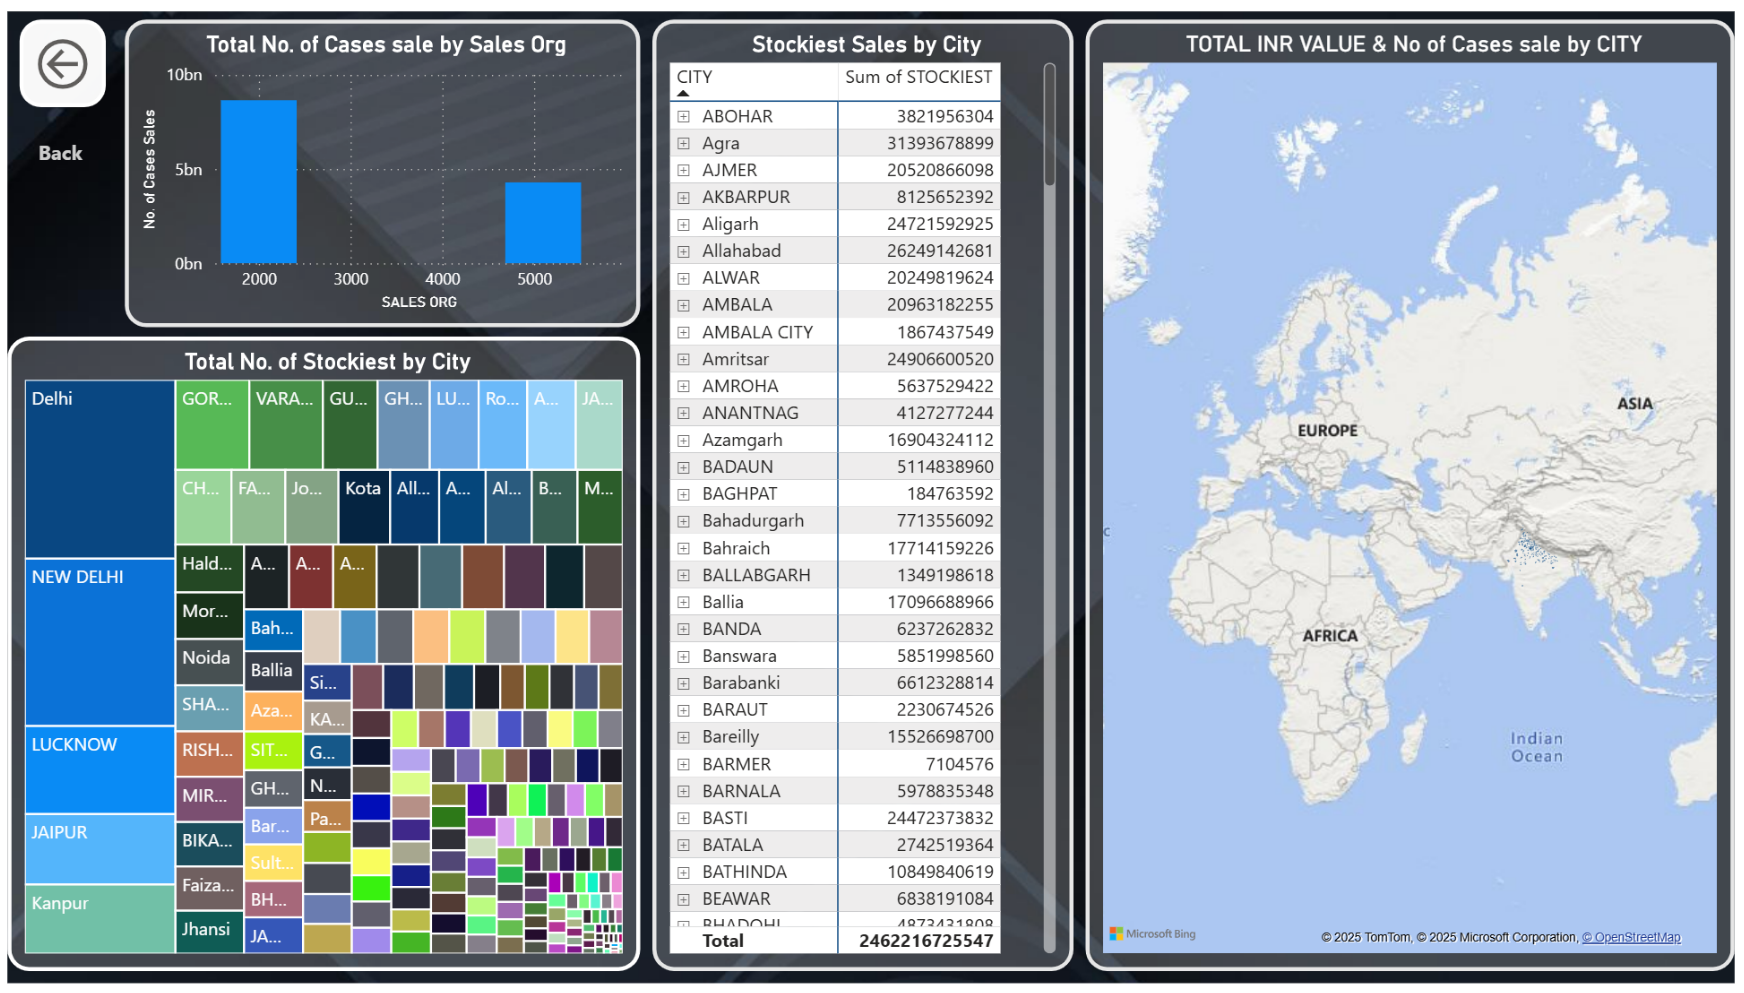 Back
Total No. of Cases sale by Sales Org
10bn
5bn
0bn
No. of Cases Sales
2000 3000 4000 5000
SALES ORG
Total No. of Stockiest by City
Delhi
NEW DELHI
LUCKNOW
JAIPUR
Kanpur
GOR... VARA... GU... GH... LU... Ro... A... JA...
CH... FA... Jo... Kota All... A... Al... B... M...
Hald... A... A... A...
Mor...
Noida
SHA...
RISH...
MIR...
BIKA...
Faiza...
Jhansi
Bah...
Ballia
Aza...
SIT...
GH...
Bar...
Sult...
BH...
JA...
Si...
KA...
G...
N...
Pa...
Stockiest Sales by City
CITY Sum of STOCKIEST
ABOHAR 3821956304
Agra 31393678899
AJMER 20520866098
AKBARPUR 8125652392
Aligarh 24721592925
Allahabad 26249142681
ALWAR 20249819624
AMBALA 20963182255
AMBALA CITY 1867437549
Amritsar 24906600520
AMROHA 5637529422
ANANTNAG 4127277244
Azamgarh 16904324112
BADAUN 5114838960
BAGHPAT 184763592
Bahadurgarh 7713556092
Bahraich 17714159226
BALLABGARH 1349198618
Ballia 17096688966
BANDA 6237262832
Banswara 5851998560
Barabanki 6612328814
BARAUT 2230674526
Bareilly 15526698700
BARMER 7104576
BARNALA 5978835348
BASTI 24472373832
BATALA 2742519364
BATHINDA 10849840619
BEAWAR 6838191084
BHADOHI 4873431808
Total 2462216725547
TOTAL INR VALUE & No of Cases sale by CITY
ASIA
EUROPE
AFRICA
Indian
Ocean
Microsoft Bing
© 2025 TomTom, © 2025 Microsoft Corporation, © OpenStreetMap